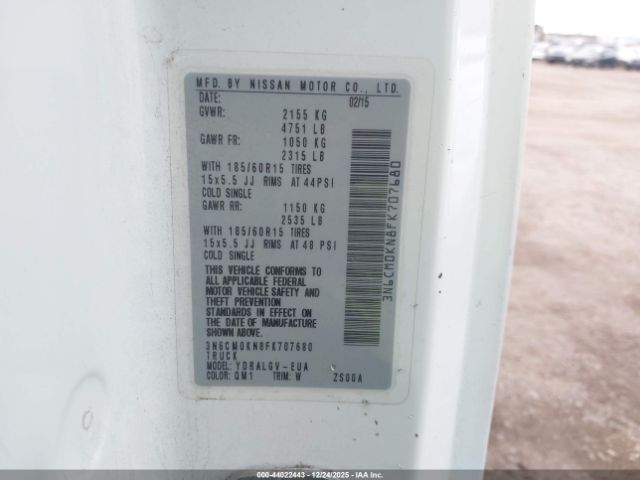 MFD. BY NISSAN MOTOR CO., LTD.
DATE: 02/15
GVWR: 2155 KG
4751 LB
GAWR FR: 1050 KG
2315 LB
WITH 185/60R15 TIRES
15x5.5 JJ RIMS AT 44PSI
COLD SINGLE
GAWR RR: 1150 KG
2535 LB
WITH 185/60R15 TIRES
15x5.5 JJ RIMS AT 48 PSI
COLD SINGLE
THIS VEHICLE CONFORMS TO
ALL APPLICABLE FEDERAL
MOTOR VEHICLE SAFETY AND
THEFT PREVENTION
STANDARDS IN EFFECT ON
THE DATE OF MANUFACTURE
SHOWN ABOVE.
3N6CM0KN8FK707680
TRUCK
MODEL: YDRALGV-EUA
COLOR: QM1 TRIM: W ZS00A
3N6CM0KN8FK707680
000-44022443 • 12/24/2025 • IAAI.COM